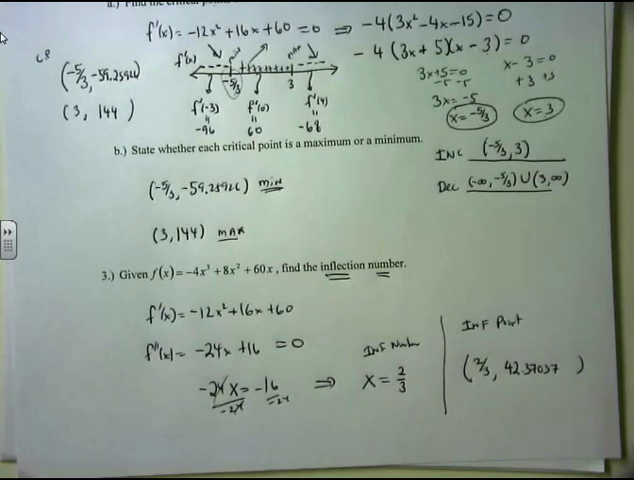 f'(x) = -12x² + 16x + 60 = 0 ⇒ -4(3x² - 4x - 15) = 0
-4(3x + 5)(x - 3) = 0
3x + 5 = 0
-5 -5
3x = -5
x = -5/3
x - 3 = 0
+3 +3
x = 3
(-5/3, -59.25926)
(3, 144)
f'(x)
-5/3 3
f'(-3) f'(0) f'(4)
= = =
-96 60 -68
b.) State whether each critical point is a maximum or a minimum.
INC (-5/3, 3)
Dec (-∞, -5/3) ∪ (3, ∞)
(-5/3, -59.25926) min
(3, 144) max
3.) Given f(x) = -4x³ + 8x² + 60x, find the inflection number.
f'(x) = -12x² + 16x + 60
f"(x) = -24x + 16 = 0
-24x = -16
-24 -24
⇒ Inf Number
x = 2/3
Inf Point
(2/3, 42.37037)